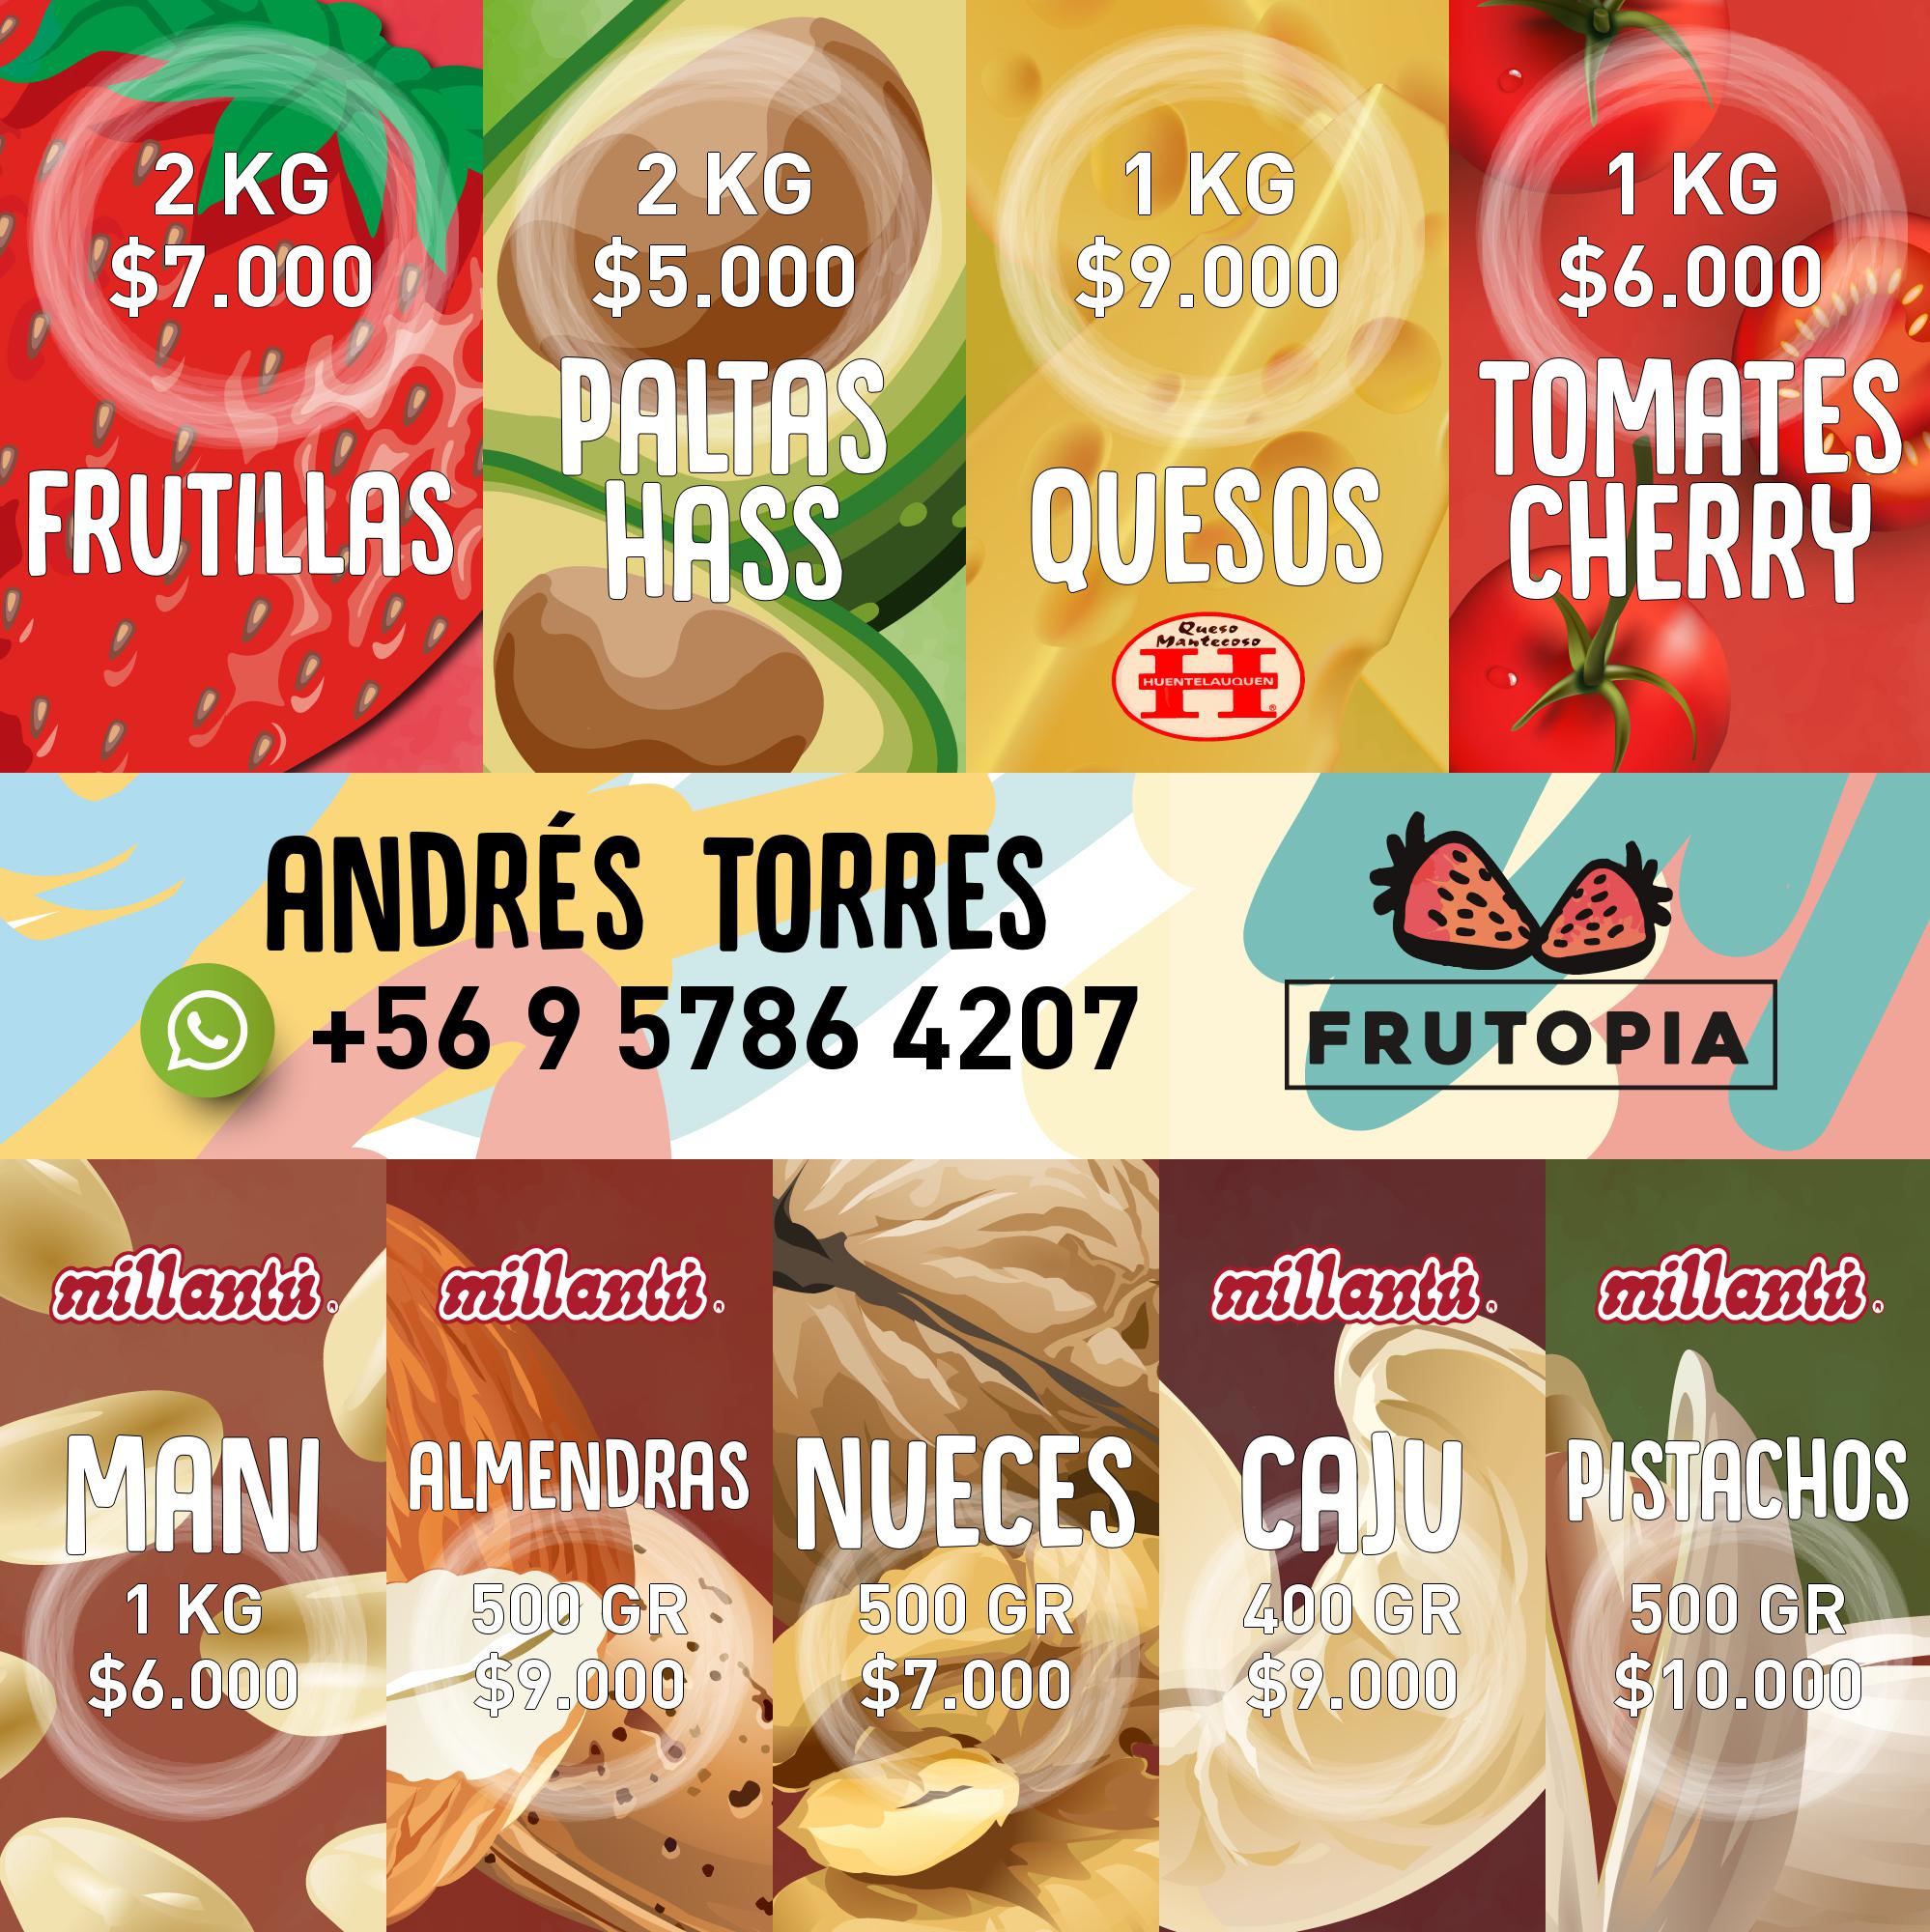 2 KG
$7.000
FRUTILLAS
2 KG
$5.000
PALTAS
HASS
1 KG
$9.000
QUESOS
Queso
Mantecoso
H
HUENTELAUQUEN
®
1 KG
$6.000
TOMATES
CHERRY
ANDRÉS TORRES
+56 9 5786 4207
FRUTOPIA
millantú®
MANI
1 KG
$6.000
millantú®
ALMENDRAS
500 GR
$9.000
NUECES
500 GR
$7.000
millantú®
CAJU
400 GR
$9.000
millantú®
PISTACHOS
500 GR
$10.000